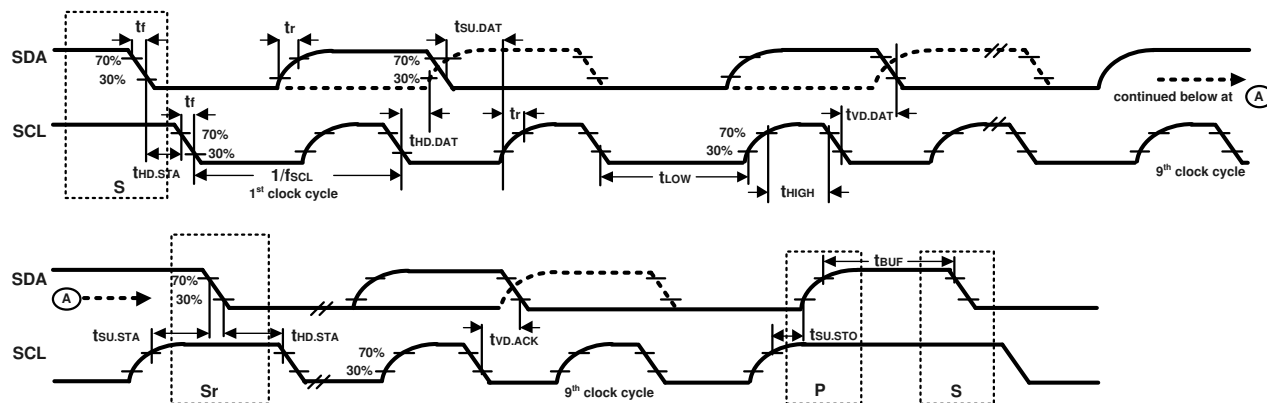 tf
tr
tSU.DAT
SDA
70%
30%
70%
30%
continued below at A
tf
tHD.DAT
tr
tVD.DAT
SCL
70%
30%
70%
30%
tHD.STA
1/fSCL
1st clock cycle
tLOW
tHIGH
9th clock cycle
S
SDA
70%
30%
A
tBUF
tSU.STA
tHD.STA
tVD.ACK
tSU.STO
SCL
70%
30%
9th clock cycle
Sr
P
S